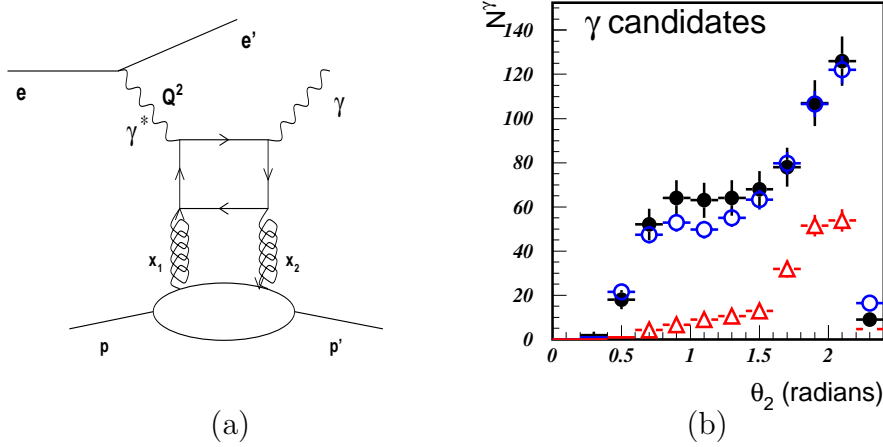 e'
e
Q²
γ*
γ
x₁
x₂
p
p'
(a)
γ candidates
N^γ
140
120
100
80
60
40
20
0
0 0.5 1 1.5 2
θ₂ (radians)
(b)